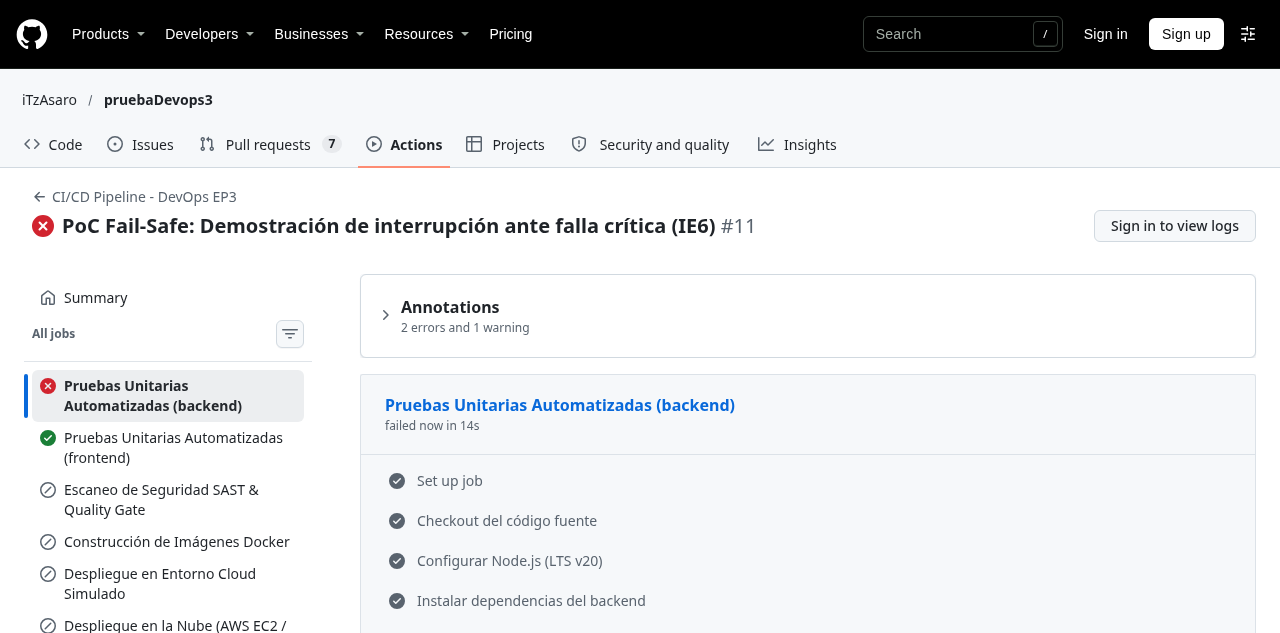 Products Developers Businesses Resources Pricing Search / Sign in Sign up
iTzAsaro / pruebaDevops3
Code Issues Pull requests 7 Actions Projects Security and quality Insights
CI/CD Pipeline - DevOps EP3
PoC Fail-Safe: Demostración de interrupción ante falla crítica (IE6) #11
Sign in to view logs
Summary
All jobs
Pruebas Unitarias
Automatizadas (backend)
Pruebas Unitarias Automatizadas
(frontend)
Escaneo de Seguridad SAST &
Quality Gate
Construcción de Imágenes Docker
Despliegue en Entorno Cloud
Simulado
Despliegue en la Nube (AWS EC2 /
Annotations
2 errors and 1 warning
Pruebas Unitarias Automatizadas (backend)
failed now in 14s
Set up job
Checkout del código fuente
Configurar Node.js (LTS v20)
Instalar dependencias del backend